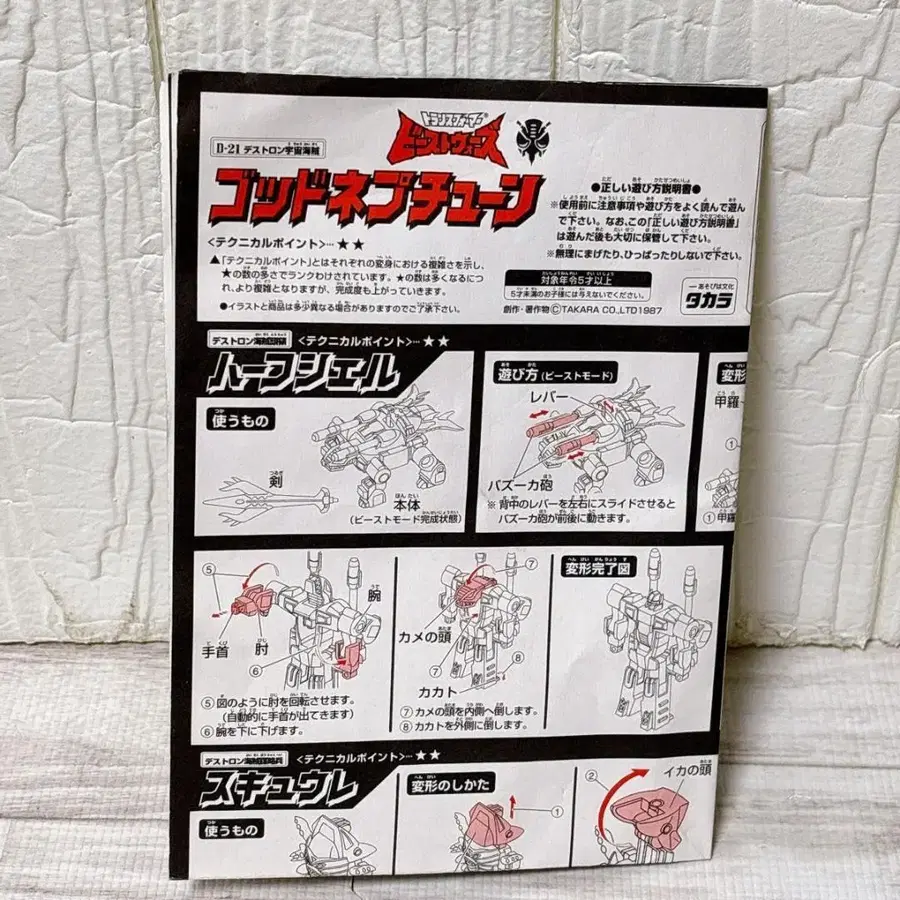 トランスフォーマー
ビーストウォーズ
D-21 デストロン宇宙海賊
ゴッドネプチューン
<テクニカルポイント>…★★
▲「テクニカルポイント」とはそれぞれの変身における複雑さを示し、
★の数の多さでランクわけされています。★の数は多くなるにつ
れ、より複雑となりますが、完成度も上がっていきます。
●イラストと商品は多少異なる場合がありますのでご了承下さい。
●正しい遊び方説明書●
※使用前に注意事項や遊び方をよく読んで遊ん
で下さい。なお、この「正しい遊び方説明書」
は遊んだ後も大切に保管して下さい。
※無理にまげたり、ひっぱったりしないで下さい。
対象年令5才以上
5才未満のお子様には与えないでください。
創作・著作物©TAKARA CO.,LTD1987
あそびは文化
タカラ
<テクニカルポイント>…★★
ハーフシェル
使うもの
剣
本体
(ビーストモード完成状態)
遊び方(ビーストモード)
レバー
バズーカ砲
※背中のレバーを左右にスライドさせると
バズーカ砲が前後に動きます。
変形
甲羅
①
①甲羅
⑤
腕
手首
肘
⑥
⑤図のように肘を回転させます。
(自動的に手首が出てきます)
⑥腕を下に下げます。
⑦
カメの頭
⑦
⑧
カカト
⑦カメの頭を内側へ倒します。
⑧カカトを外側に倒します。
変形完了図
<テクニカルポイント>…★★
スキュウレ
使うもの
変形のしかた
①
②
イカの頭